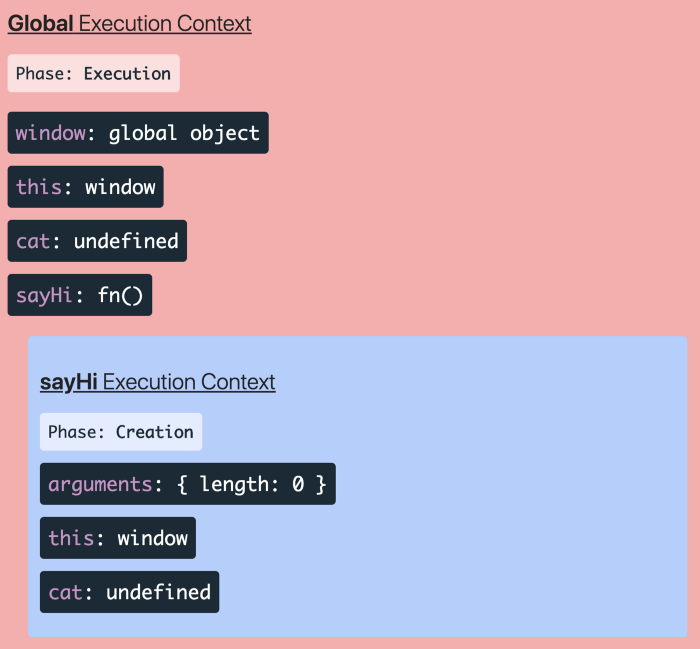 Global Execution Context
Phase: Execution
window: global object
this: window
cat: undefined
sayHi: fn()
sayHi Execution Context
Phase: Creation
arguments: { length: 0 }
this: window
cat: undefined